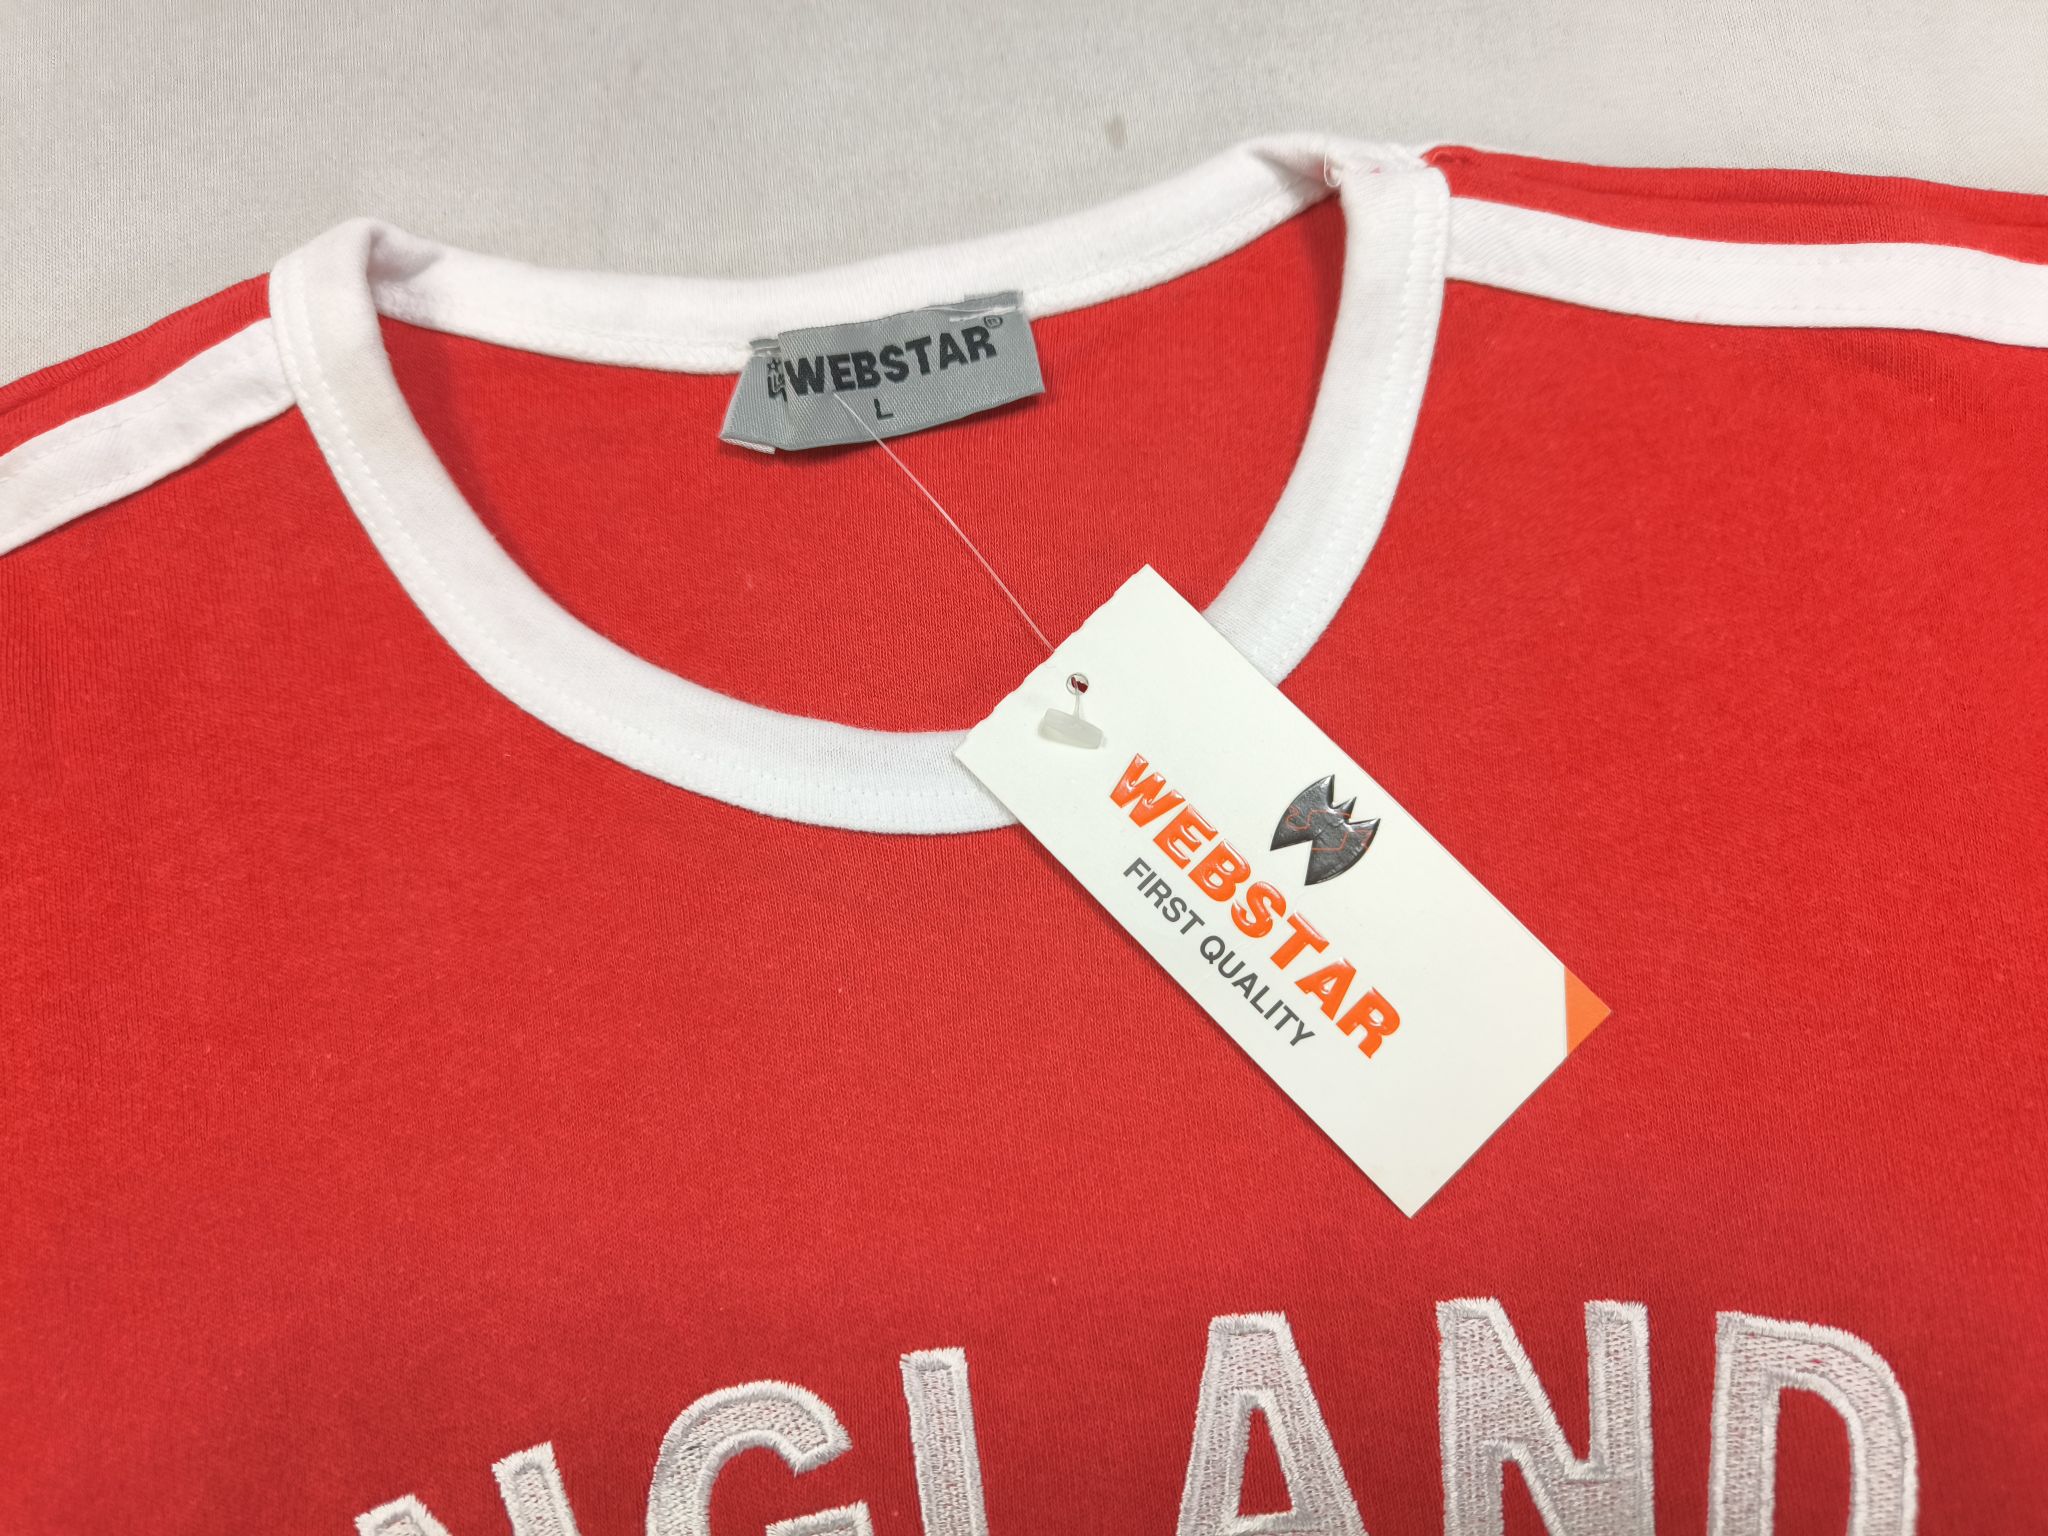 WEBSTAR®
L
WEBSTAR
FIRST QUALITY
NGLAND